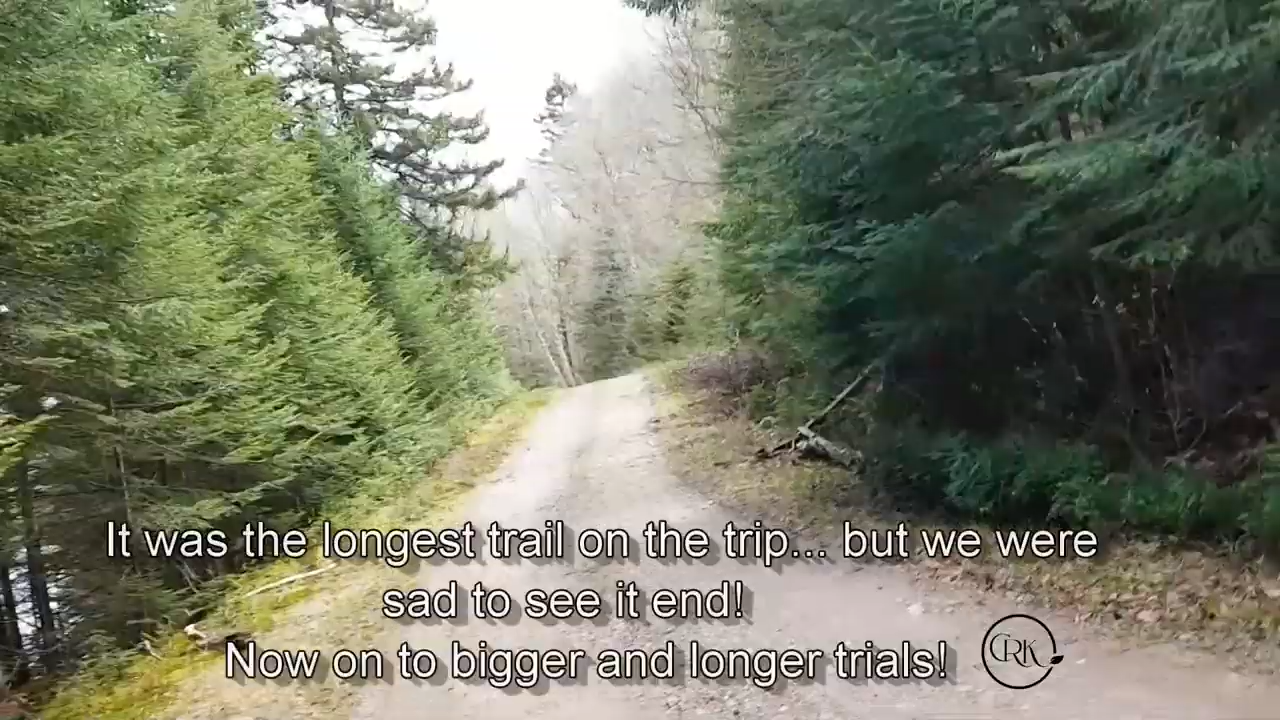 It was the longest trail on the trip... but we were
sad to see it end!
Now on to bigger and longer trials!
CRK